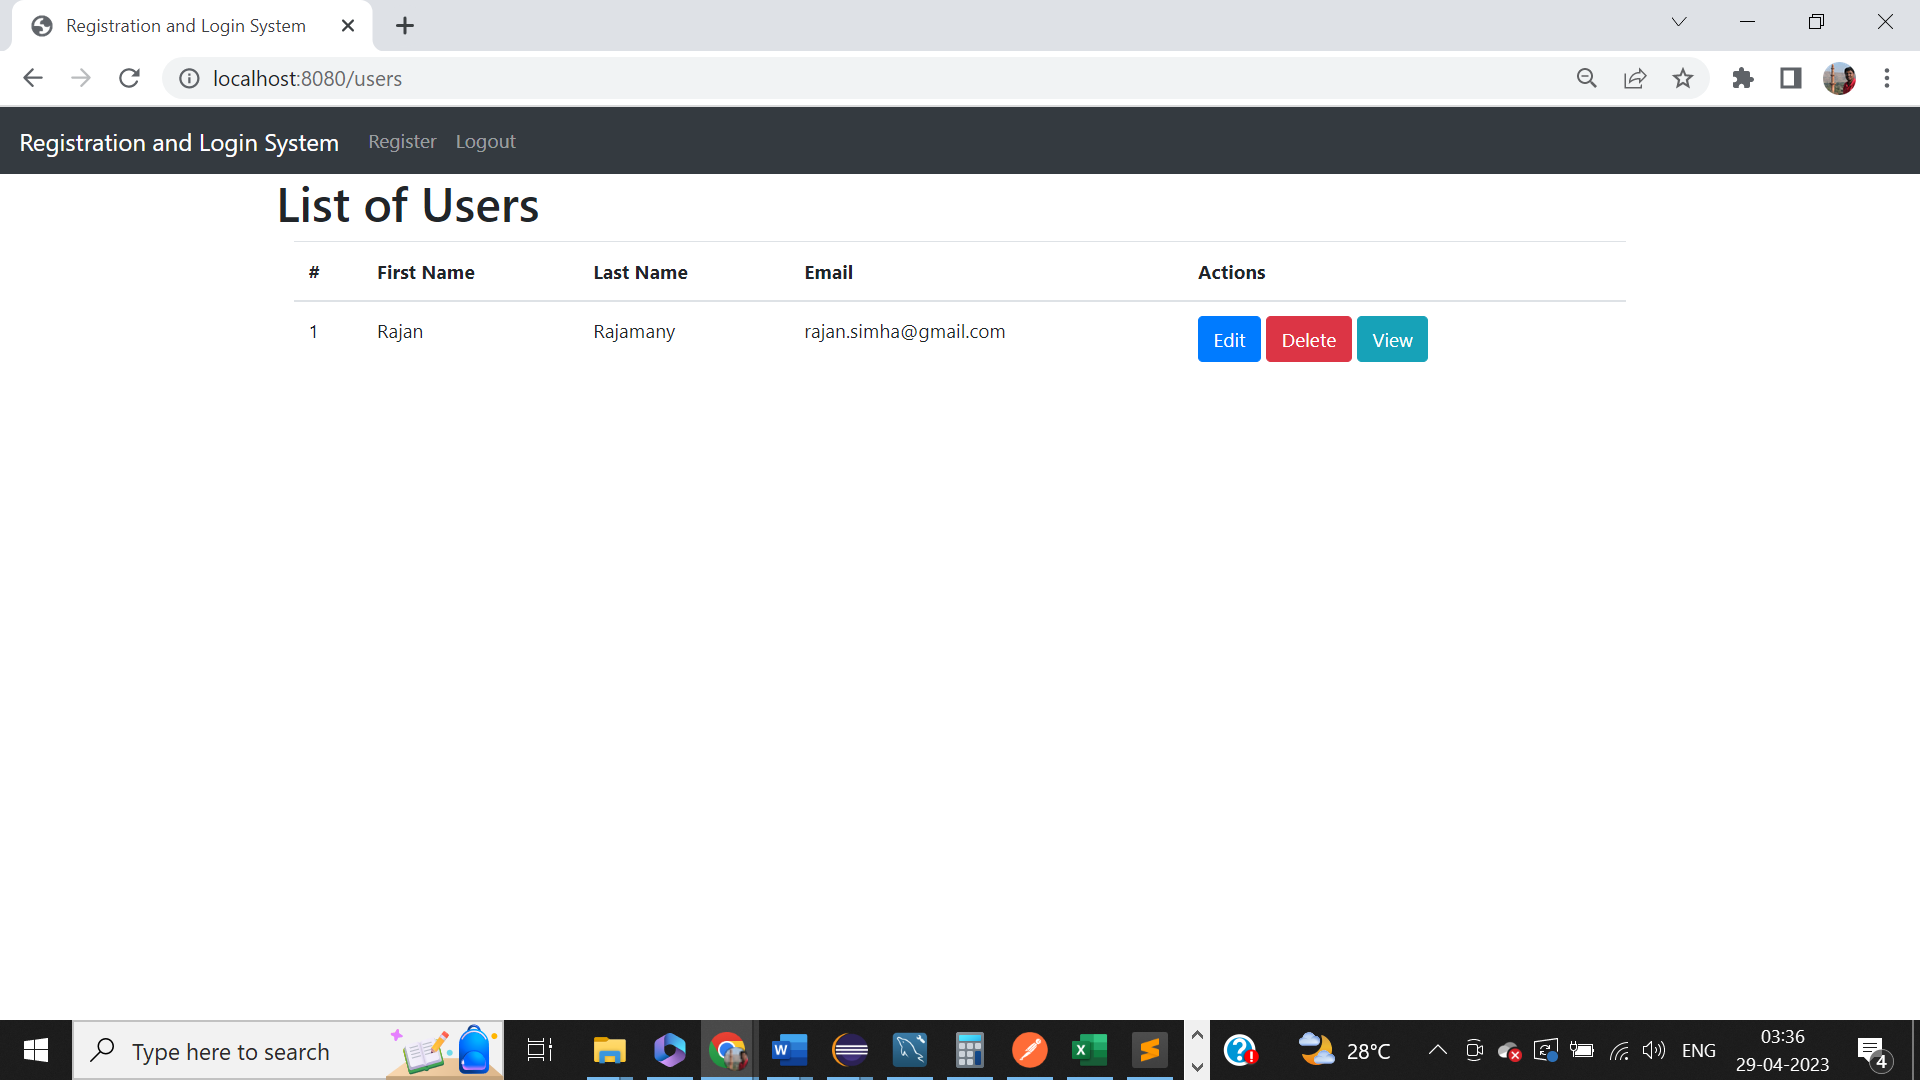 Registration and Login System
localhost:8080/users
Registration and Login System Register Logout
List of Users
# First Name Last Name Email Actions
1 Rajan Rajamany rajan.simha@gmail.com Edit Delete View
Type here to search
W
X
28°C
ENG
03:36
29-04-2023
4